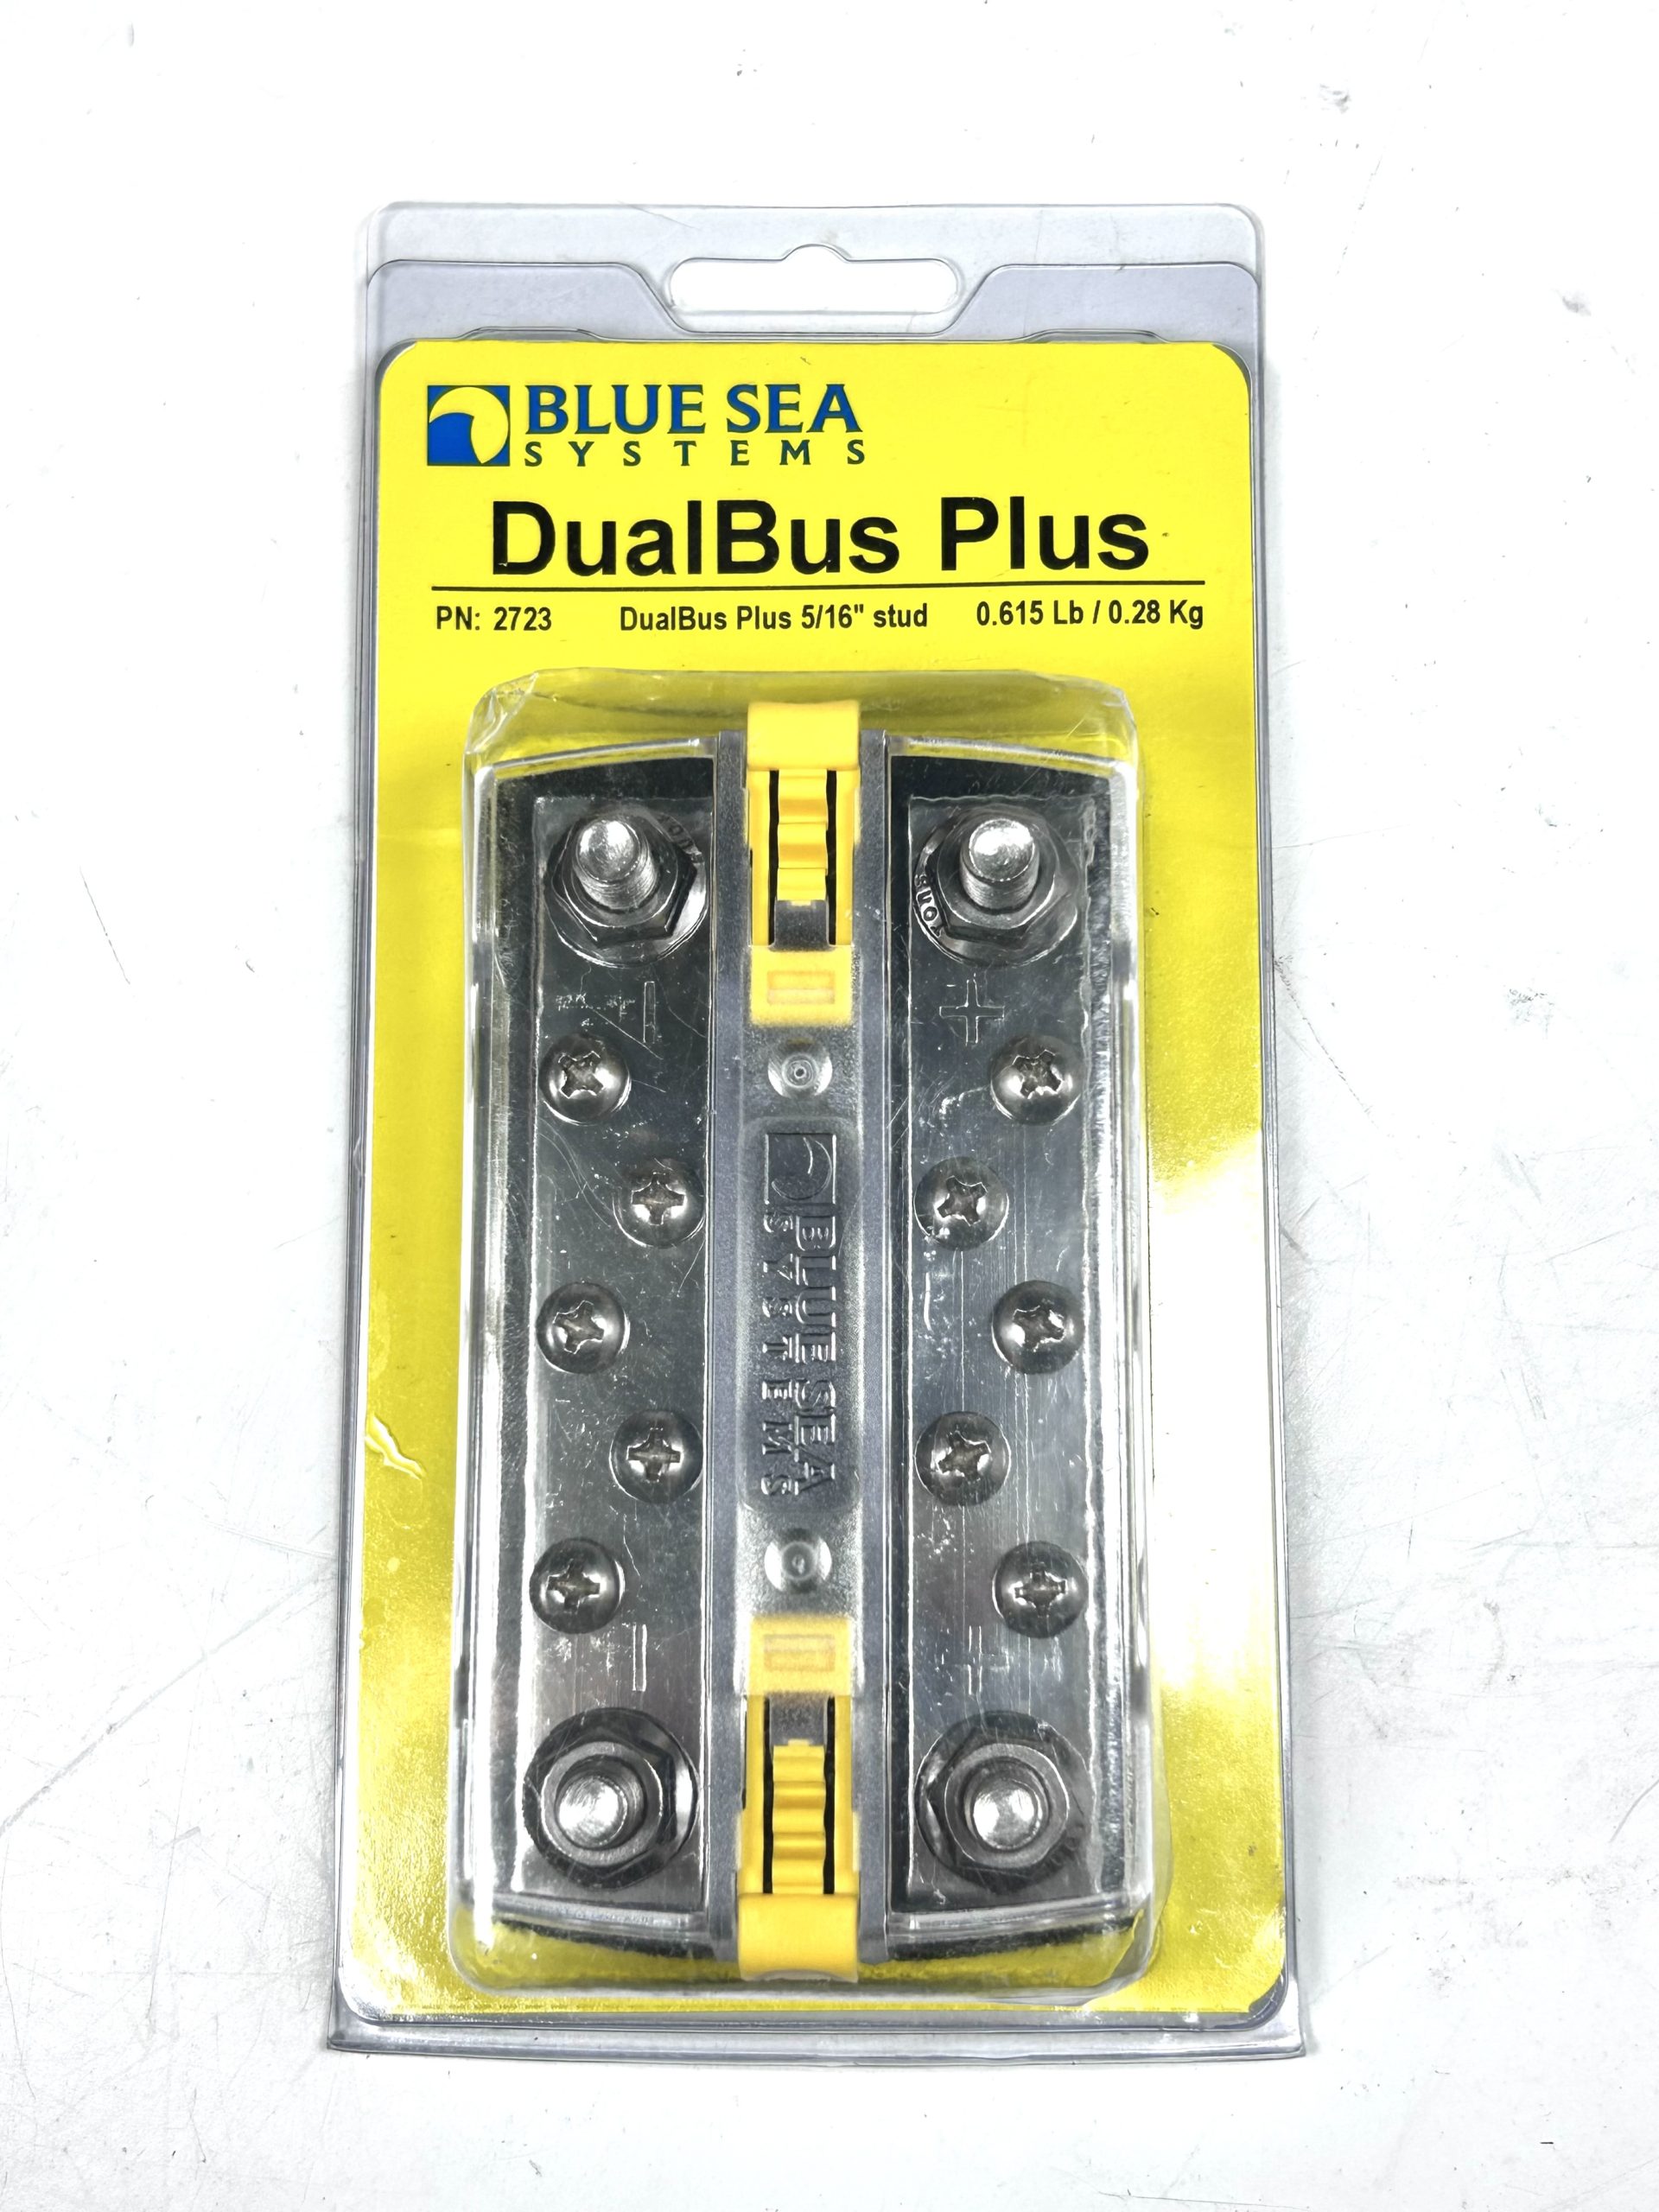 BLUE SEA
SYSTEMS
DualBus Plus
PN: 2723 DualBus Plus 5/16" stud 0.615 Lb / 0.28 Kg
+
BLUE SEA
SYSTEMS
− +